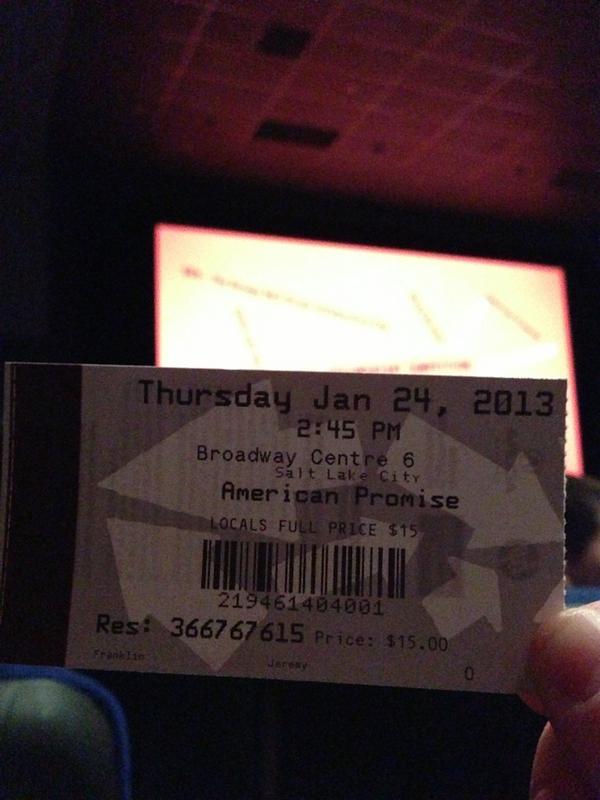 Thursday Jan 24, 2013
2:45 PM
Broadway Centre 6
Salt Lake City
American Promise
LOCALS FULL PRICE $15
219461404001
Res: 366767615 Price: $15.00
Franklin Jeremy 0